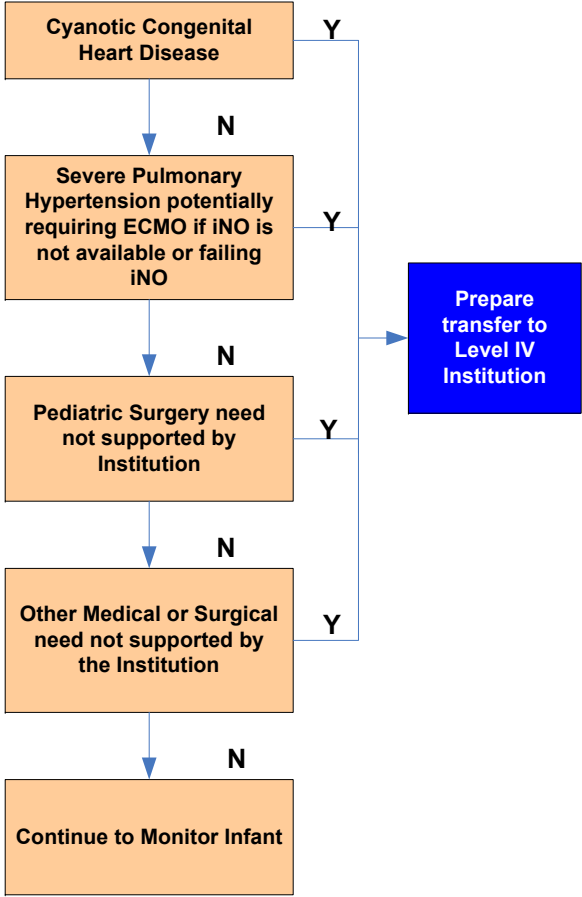 Cyanotic Congenital
Heart Disease
Y
N
Severe Pulmonary
Hypertension potentially
requiring ECMO if iNO is
not available or failing
iNO
Y
Prepare
transfer to
Level IV
Institution
N
Pediatric Surgery need
not supported by
Institution
Y
N
Other Medical or Surgical
need not supported by
the Institution
Y
N
Continue to Monitor Infant